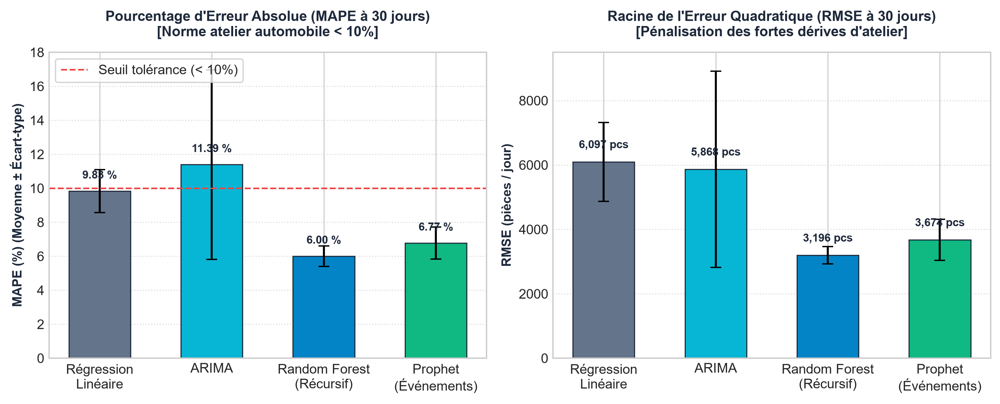 Pourcentage d'Erreur Absolue (MAPE à 30 jours)
[Norme atelier automobile < 10%]
MAPE (%) (Moyenne ± Écart-type)
18
16
14
12
10
8
6
4
2
0
Seuil tolérance (< 10%)
9.83 %
11.39 %
6.00 %
6.77 %
Régression
Linéaire
ARIMA
Random Forest
(Récursif)
Prophet
(Événements)
Racine de l'Erreur Quadratique (RMSE à 30 jours)
[Pénalisation des fortes dérives d'atelier]
RMSE (pièces / jour)
8000
6000
4000
2000
0
6,097 pcs
5,868 pcs
3,196 pcs
3,674 pcs
Régression
Linéaire
ARIMA
Random Forest
(Récursif)
Prophet
(Événements)